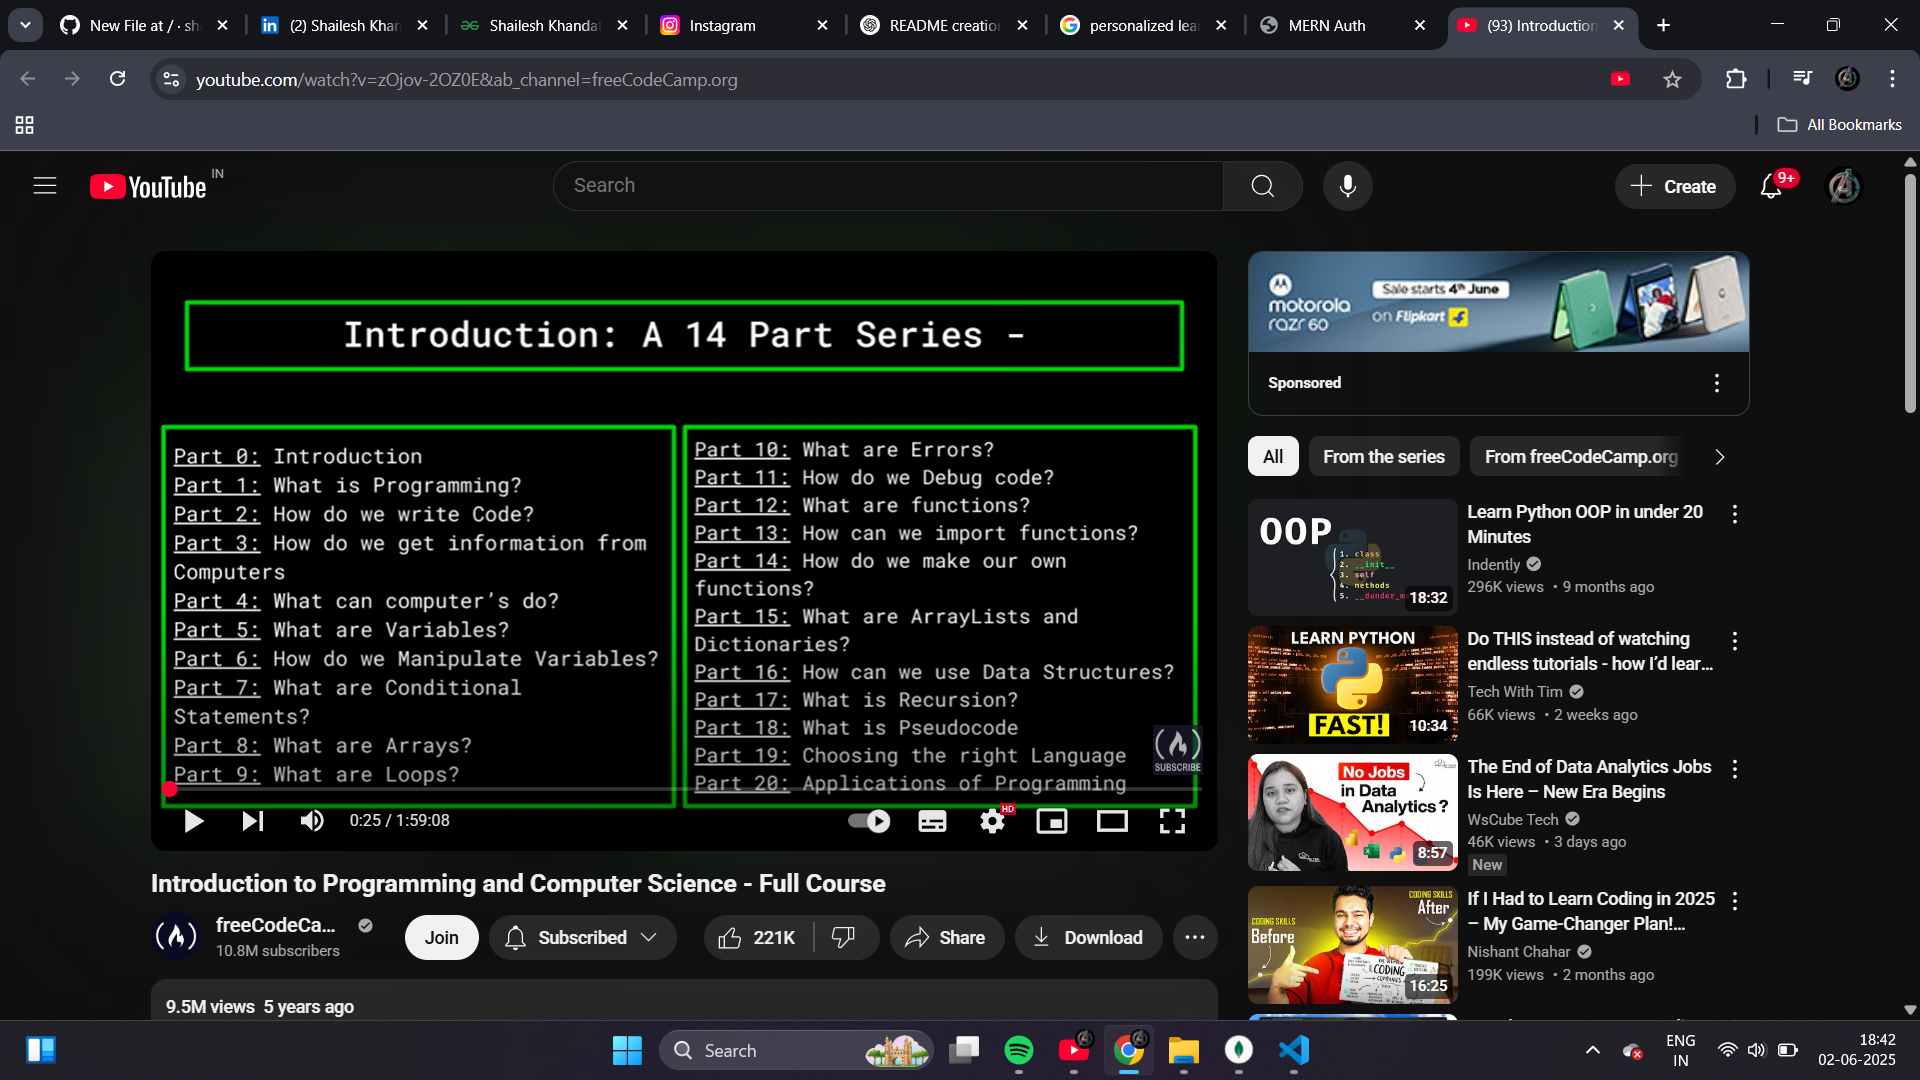 New File at / · sh
(2) Shailesh Khan
Shailesh Khanda
Instagram
README creation
personalized lea
MERN Auth
(93) Introduction
youtube.com/watch?v=zOjov-2OZ0E&ab_channel=freeCodeCamp.org
All Bookmarks
YouTube IN
Search
Create
9+
Introduction: A 14 Part Series -
Part 0: Introduction
Part 1: What is Programming?
Part 2: How do we write Code?
Part 3: How do we get information from
Computers
Part 4: What can computer's do?
Part 5: What are Variables?
Part 6: How do we Manipulate Variables?
Part 7: What are Conditional
Statements?
Part 8: What are Arrays?
Part 9: What are Loops?
Part 10: What are Errors?
Part 11: How do we Debug code?
Part 12: What are functions?
Part 13: How can we import functions?
Part 14: How do we make our own
functions?
Part 15: What are ArrayLists and
Dictionaries?
Part 16: How can we use Data Structures?
Part 17: What is Recursion?
Part 18: What is Pseudocode
Part 19: Choosing the right Language
Part 20: Applications of Programming
SUBSCRIBE
0:25 / 1:59:08
HD
Introduction to Programming and Computer Science - Full Course
freeCodeCa...
10.8M subscribers
Join
Subscribed
221K
Share
Download
9.5M views 5 years ago
motorola
razr 60
Sale starts 4th June
on Flipkart
Sponsored
All
From the series
From freeCodeCamp.org
OOP
1. class
2. __init__
3. self
4. methods
18:32
Learn Python OOP in under 20
Minutes
Indently
296K views • 9 months ago
LEARN PYTHON
FAST!
10:34
Do THIS instead of watching
endless tutorials - how I'd lear...
Tech With Tim
66K views • 2 weeks ago
No Jobs
in Data
Analytics?
8:57
The End of Data Analytics Jobs
Is Here – New Era Begins
WsCube Tech
46K views • 3 days ago
New
CODING SKILLS
Before
CODING SKILLS
After
CODING
16:25
If I Had to Learn Coding in 2025
– My Game-Changer Plan!...
Nishant Chahar
199K views • 2 months ago
Search
ENG
IN
18:42
02-06-2025